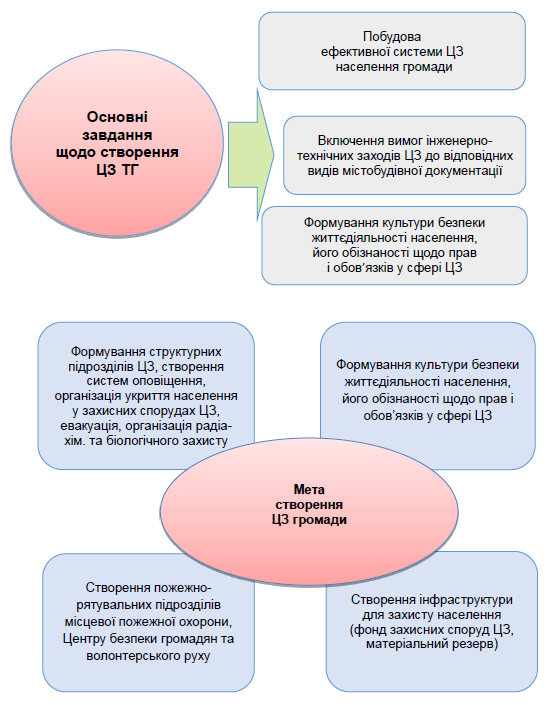 Основні
завдання
щодо створення
ЦЗ ТГ
Побудова
ефективної системи ЦЗ
населення громади
Включення вимог інженерно-
технічних заходів ЦЗ до відповідних
видів містобудівної документації
Формування культури безпеки
життєдіяльності населення,
його обізнаності щодо прав
і обов’язків у сфері ЦЗ
Формування структурних
підрозділів ЦЗ, створення
систем оповіщення,
організація укриття населення
у захисних спорудах ЦЗ,
евакуація, організація радіа-
хім. та біологічного захисту
Формування культури безпеки
життєдіяльності населення,
його обізнаності щодо прав і
обов’язків у сфері ЦЗ
Мета
створення
ЦЗ громади
Створення пожежно-
рятувальних підрозділів
місцевої пожежної охорони,
Центру безпеки громадян та
волонтерського руху
Створення інфраструктури
для захисту населення
(фонд захисних споруд ЦЗ,
матеріальний резерв)